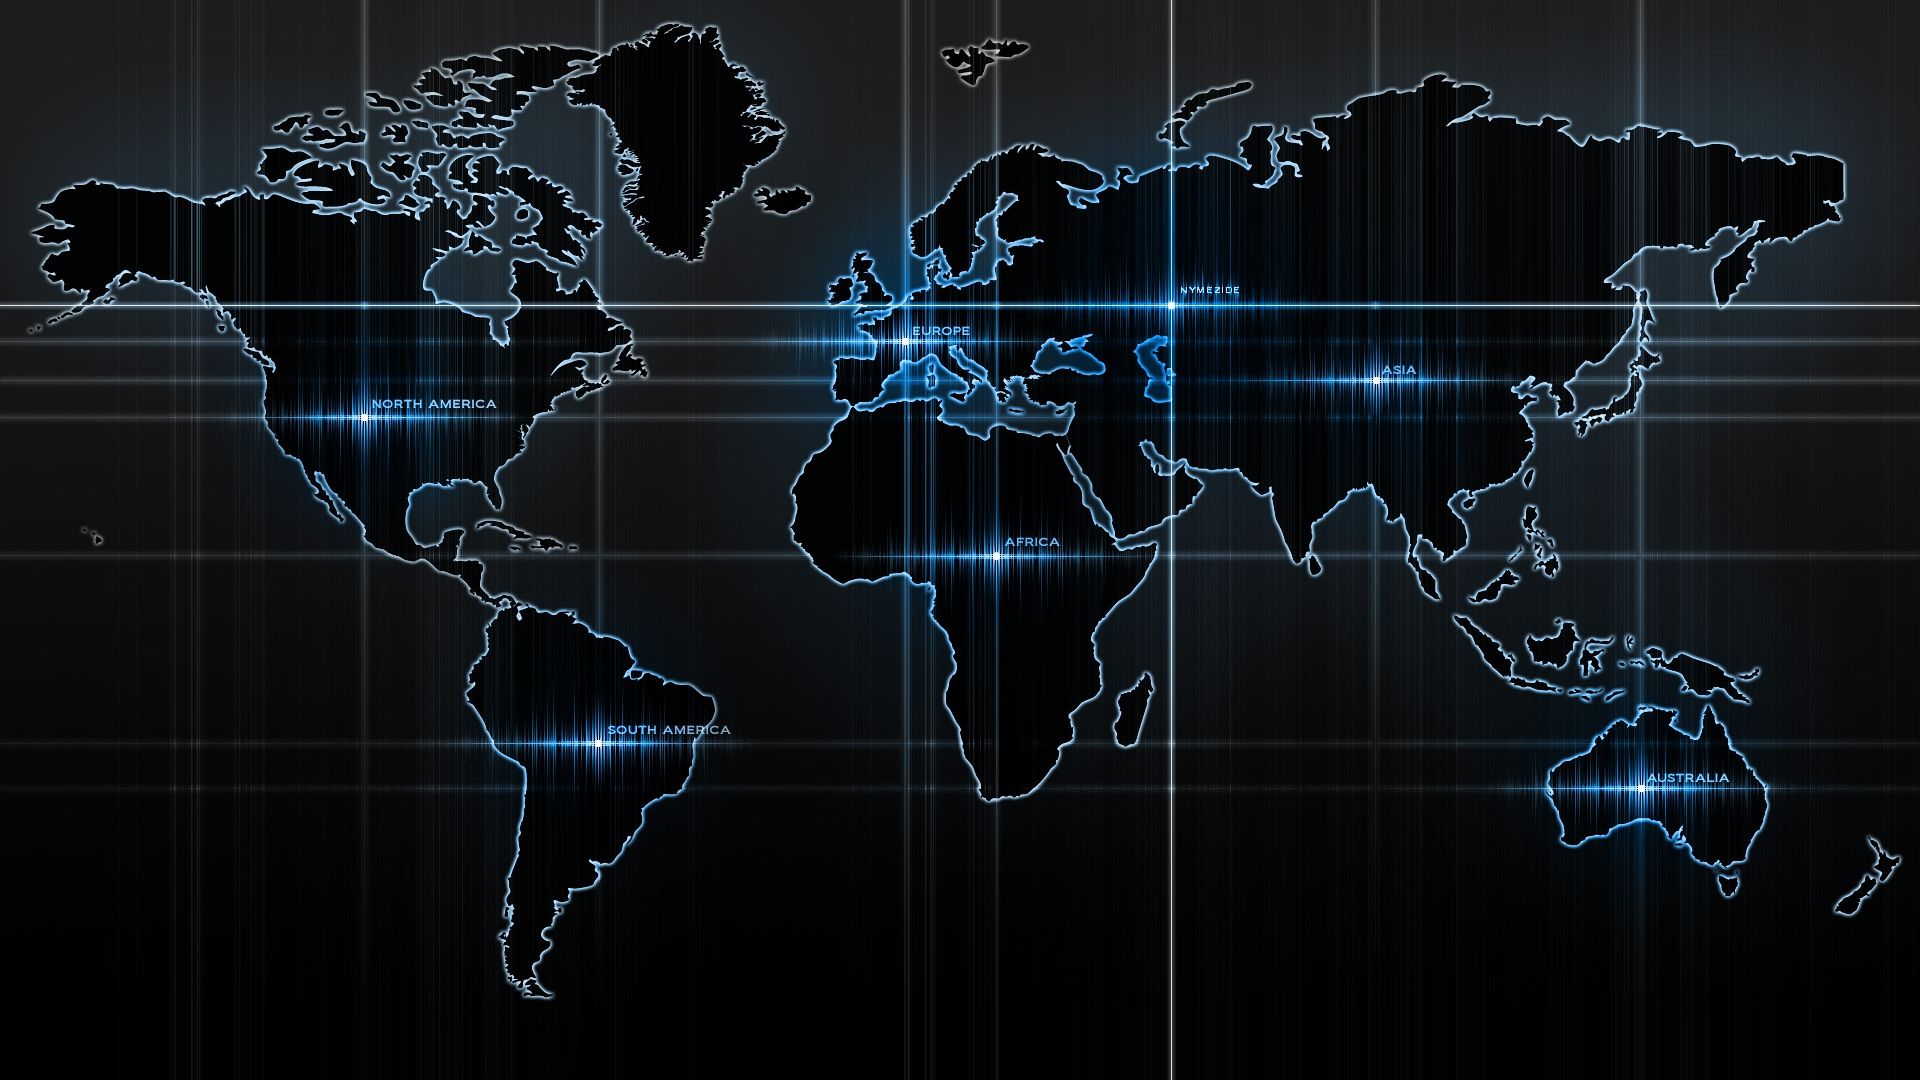 NYMEZIDE
EUROPE
ASIA
NORTH AMERICA
AFRICA
SOUTH AMERICA
AUSTRALIA